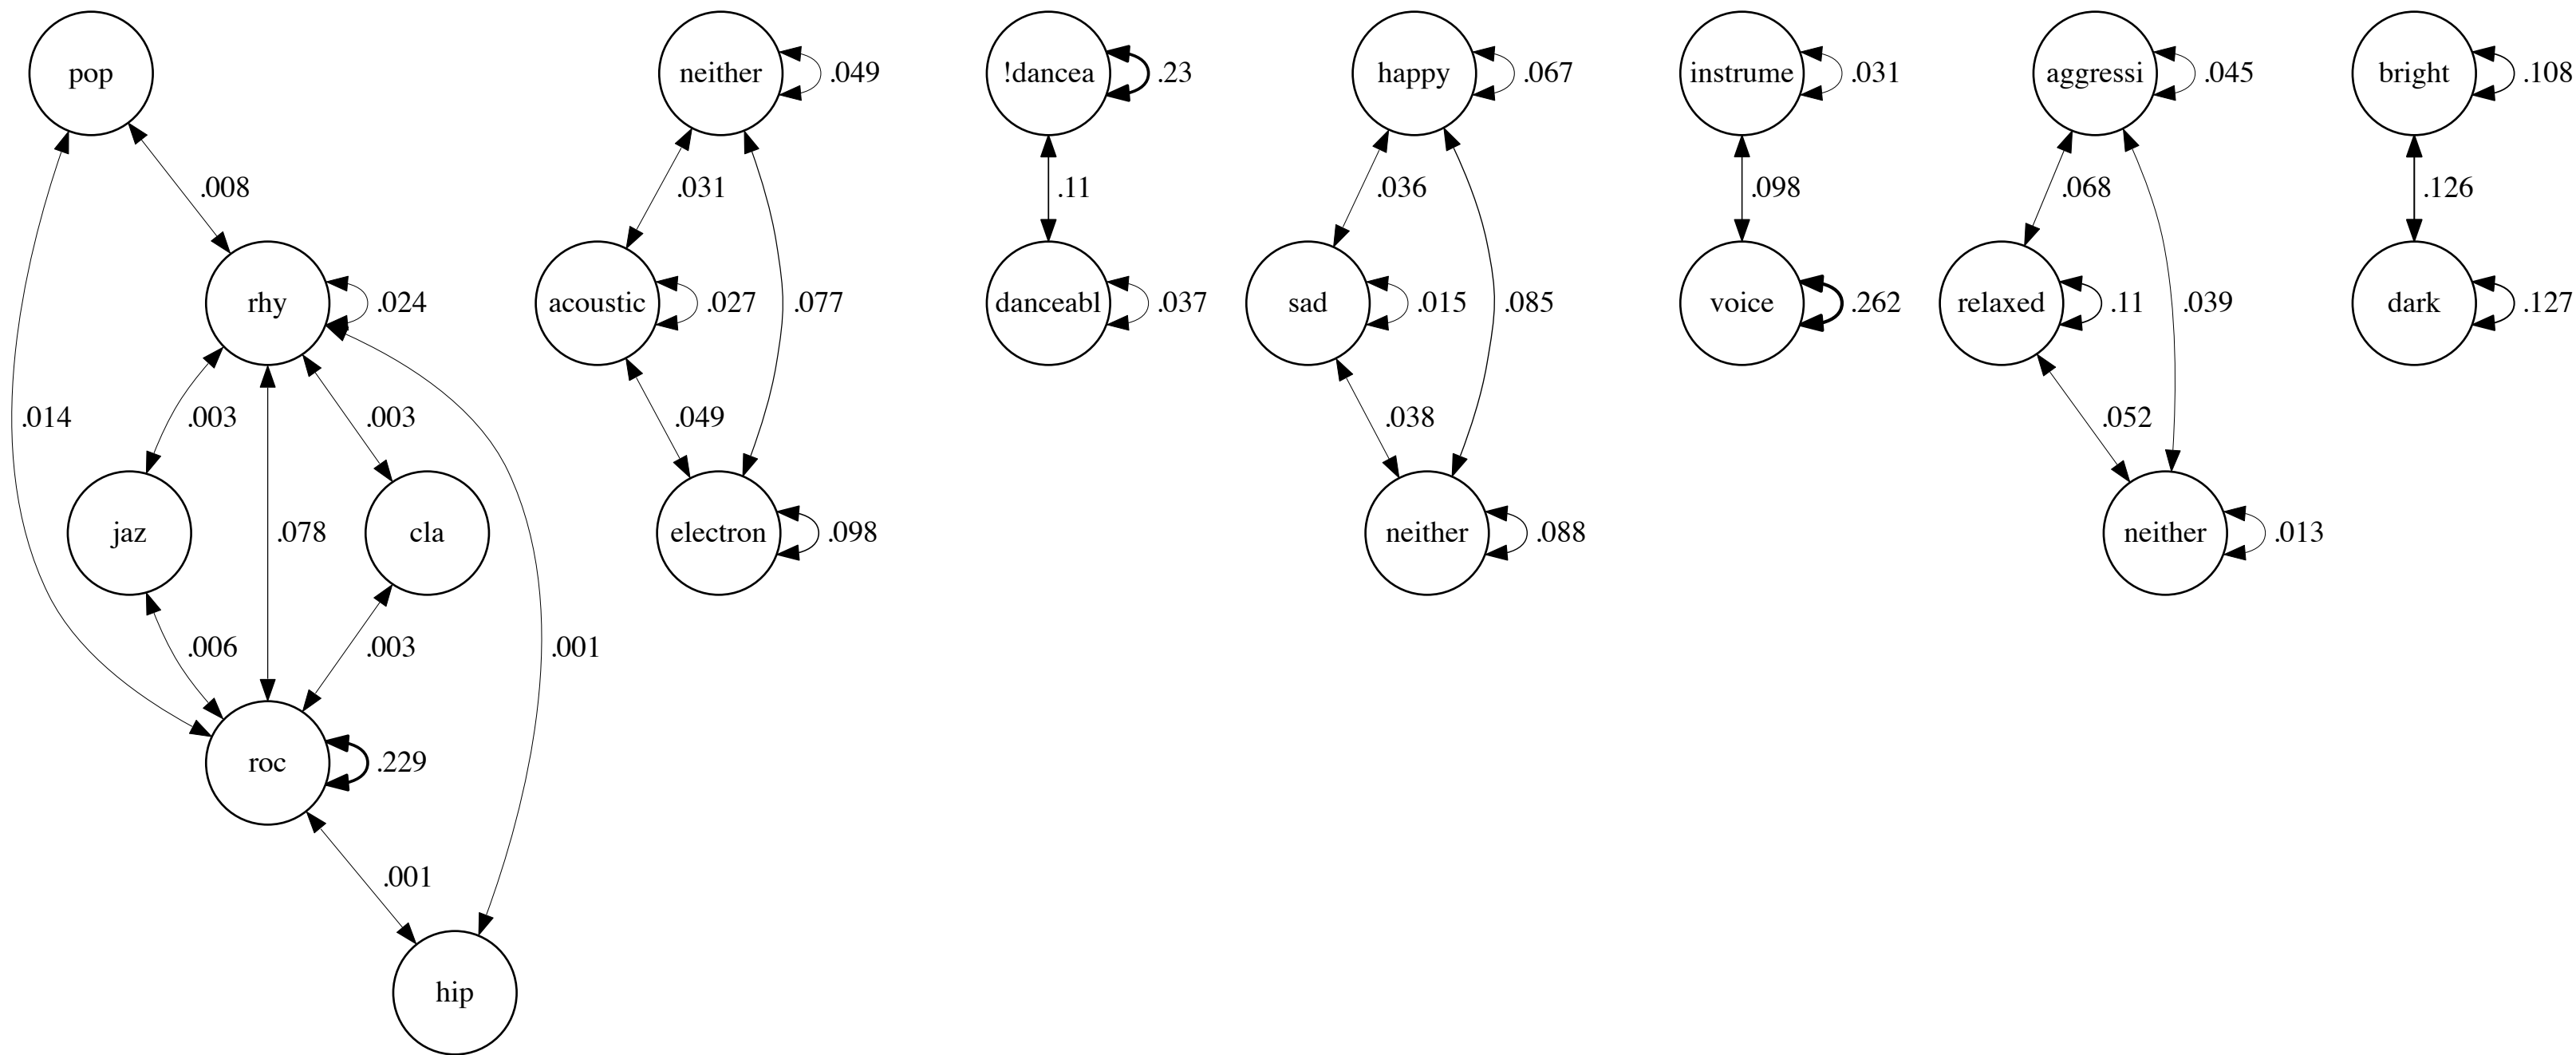 pop
neither
.049
!dancea
.23
happy
.067
instrume
.031
aggressi
.045
bright
.108
.008
.031
.11
.036
.098
.068
.126
rhy
.024
acoustic
.027
.077
danceabl
.037
sad
.015
.085
voice
.262
relaxed
.11
.039
dark
.127
.014
.003
.003
.049
.038
.052
jaz
.078
cla
electron
.098
neither
.088
neither
.013
.006
.003
.001
roc
.229
.001
hip